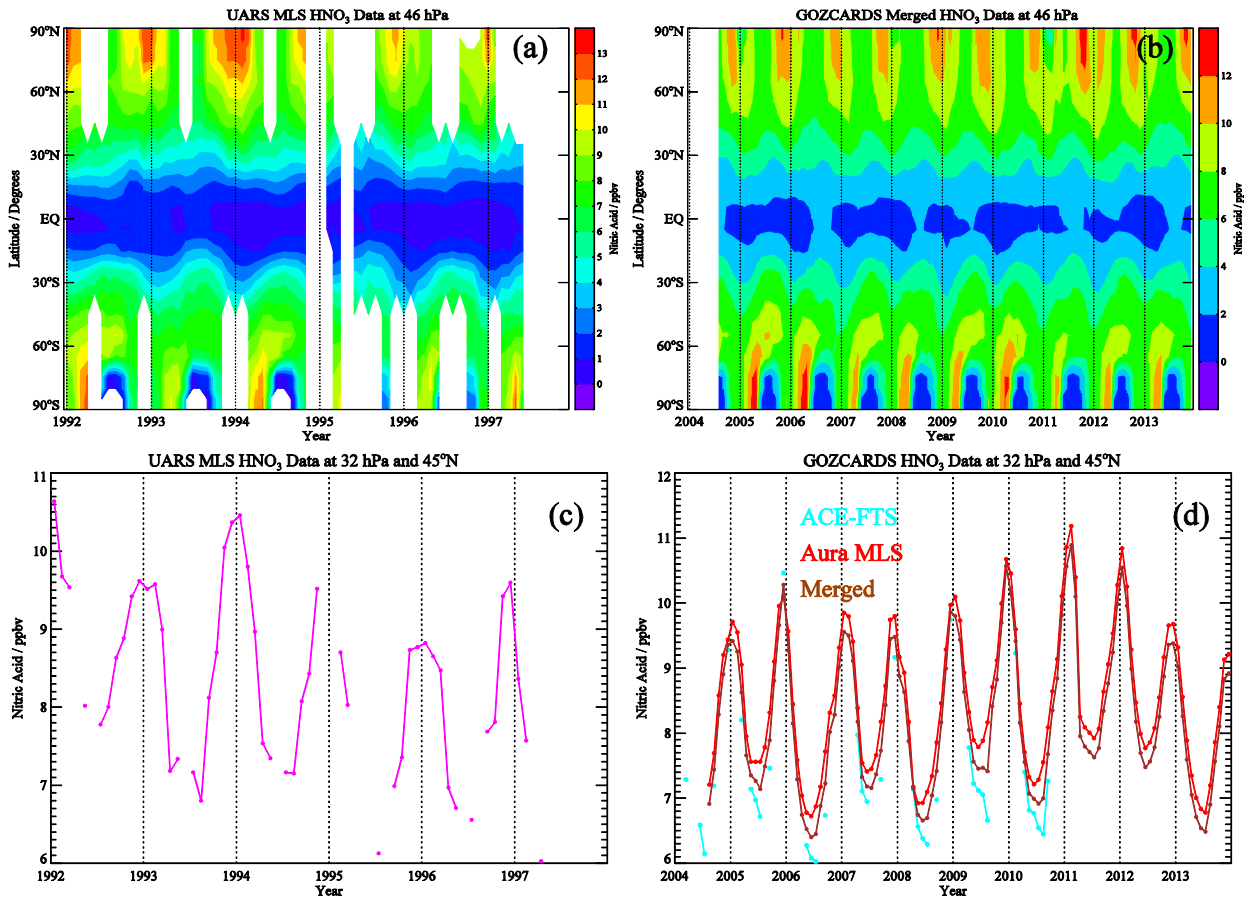 UARS MLS HNO₃ Data at 46 hPa
(a)
90°N
60°N
30°N
EQ
30°S
60°S
90°S
Latitude / Degrees
1992 1993 1994 1995 1996 1997
Year
13
12
11
10
9
8
7
6
5
4
3
2
1
0
Nitric Acid / ppbv
GOZCARDS Merged HNO₃ Data at 46 hPa
(b)
90°N
60°N
30°N
EQ
30°S
60°S
90°S
Latitude / Degrees
2004 2005 2006 2007 2008 2009 2010 2011 2012 2013
Year
12
10
8
6
4
2
0
Nitric Acid / ppbv
UARS MLS HNO₃ Data at 32 hPa and 45°N
(c)
11
10
9
8
7
6
Nitric Acid / ppbv
1992 1993 1994 1995 1996 1997
Year
GOZCARDS HNO₃ Data at 32 hPa and 45°N
(d)
ACE-FTS
Aura MLS
Merged
12
11
10
9
8
7
6
Nitric Acid / ppbv
2004 2005 2006 2007 2008 2009 2010 2011 2012 2013
Year